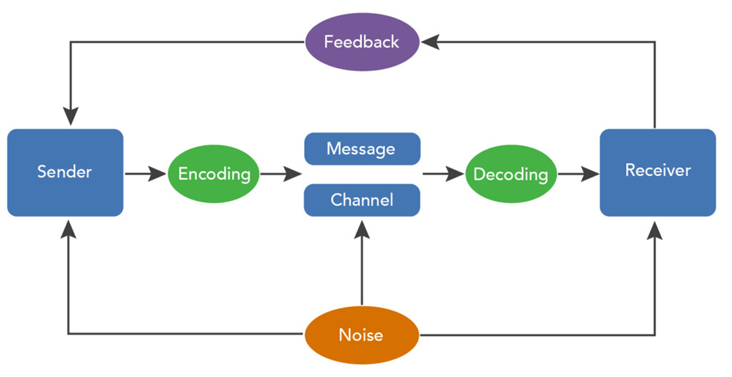 Feedback
Sender
Encoding
Message
Channel
Decoding
Receiver
Noise